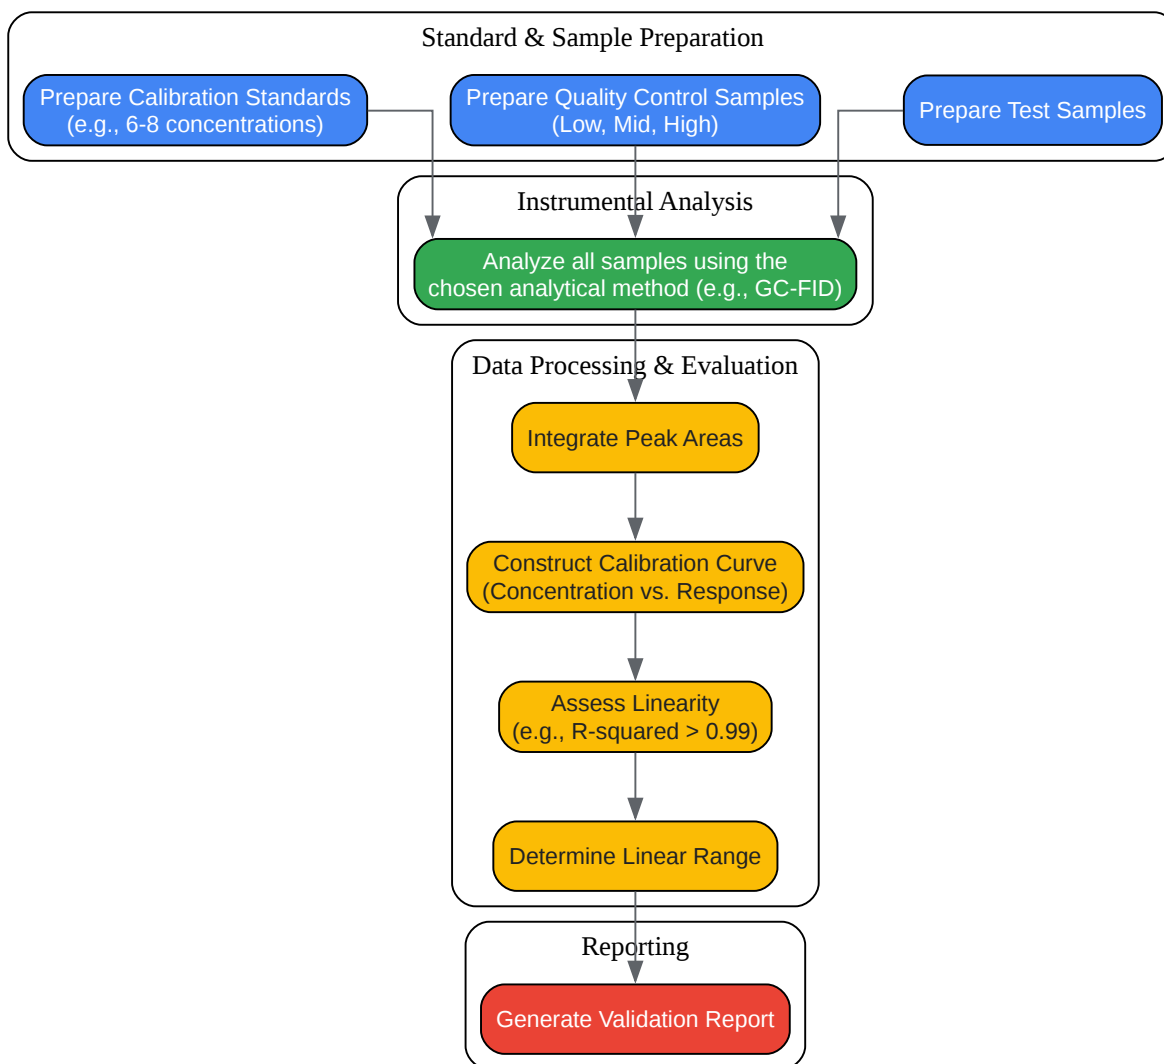 Standard & Sample Preparation
Prepare Calibration Standards
(e.g., 6-8 concentrations)
Prepare Quality Control Samples
(Low, Mid, High)
Prepare Test Samples
Instrumental Analysis
Analyze all samples using the
chosen analytical method (e.g., GC-FID)
Data Processing & Evaluation
Integrate Peak Areas
Construct Calibration Curve
(Concentration vs. Response)
Assess Linearity
(e.g., R-squared > 0.99)
Determine Linear Range
Reporting
Generate Validation Report